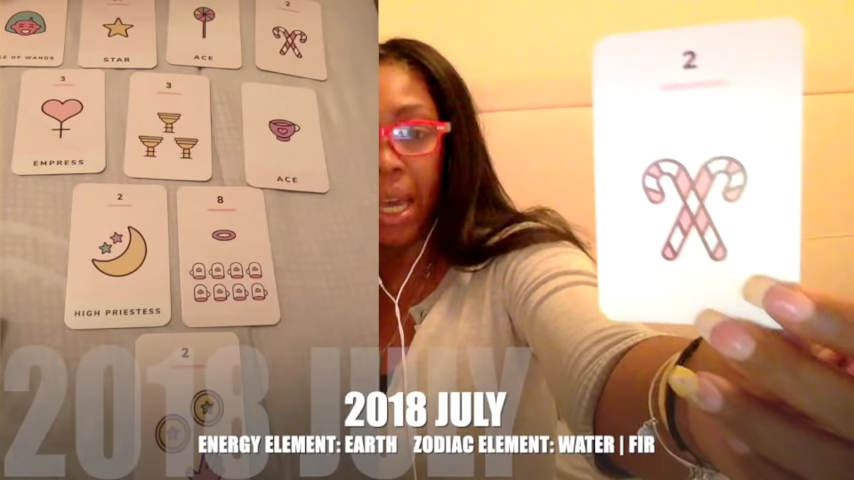 SE OF WANDS
STAR
ACE
2
3
EMPRESS
3
ACE
2
HIGH PRIESTESS
8
2
2
2018 JULY
2018 JULY
ENERGY ELEMENT: EARTH ZODIAC ELEMENT: WATER | FIR